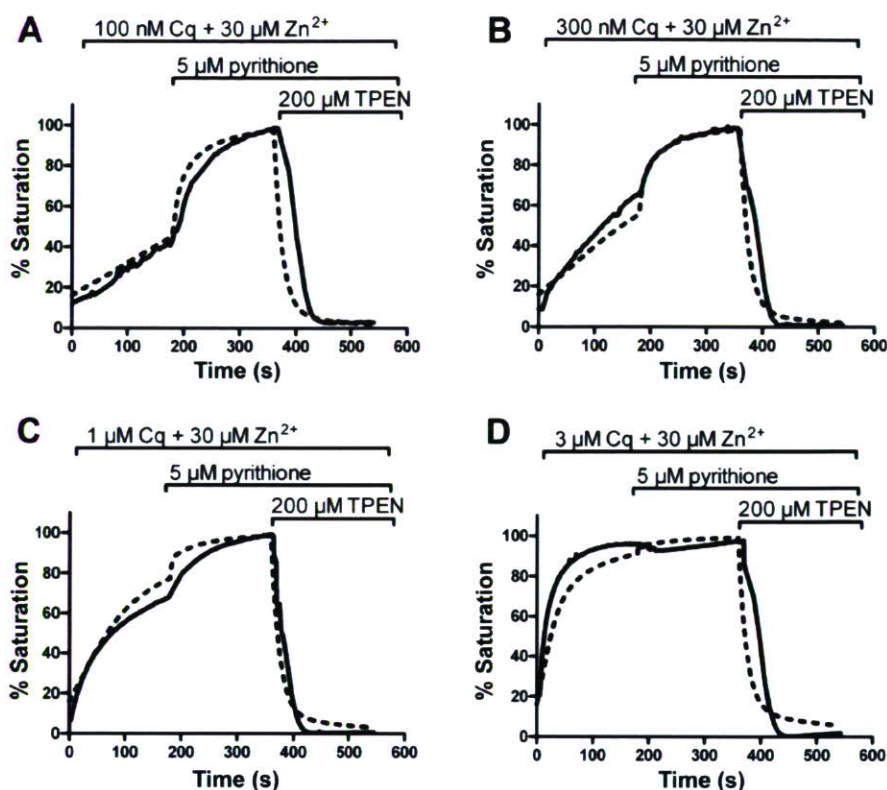 A
100 nM Cq + 30 µM Zn²⁺
5 µM pyrithione
200 µM TPEN
% Saturation
100
80
60
40
20
0
0 100 200 300 400 500 600
Time (s)
B
300 nM Cq + 30 µM Zn²⁺
5 µM pyrithione
200 µM TPEN
% Saturation
100
80
60
40
20
0
0 100 200 300 400 500 600
Time (s)
C
1 µM Cq + 30 µM Zn²⁺
5 µM pyrithione
200 µM TPEN
% Saturation
100
80
60
40
20
0
0 100 200 300 400 500 600
Time (s)
D
3 µM Cq + 30 µM Zn²⁺
5 µM pyrithione
200 µM TPEN
% Saturation
100
80
60
40
20
0
0 100 200 300 400 500 600
Time (s)